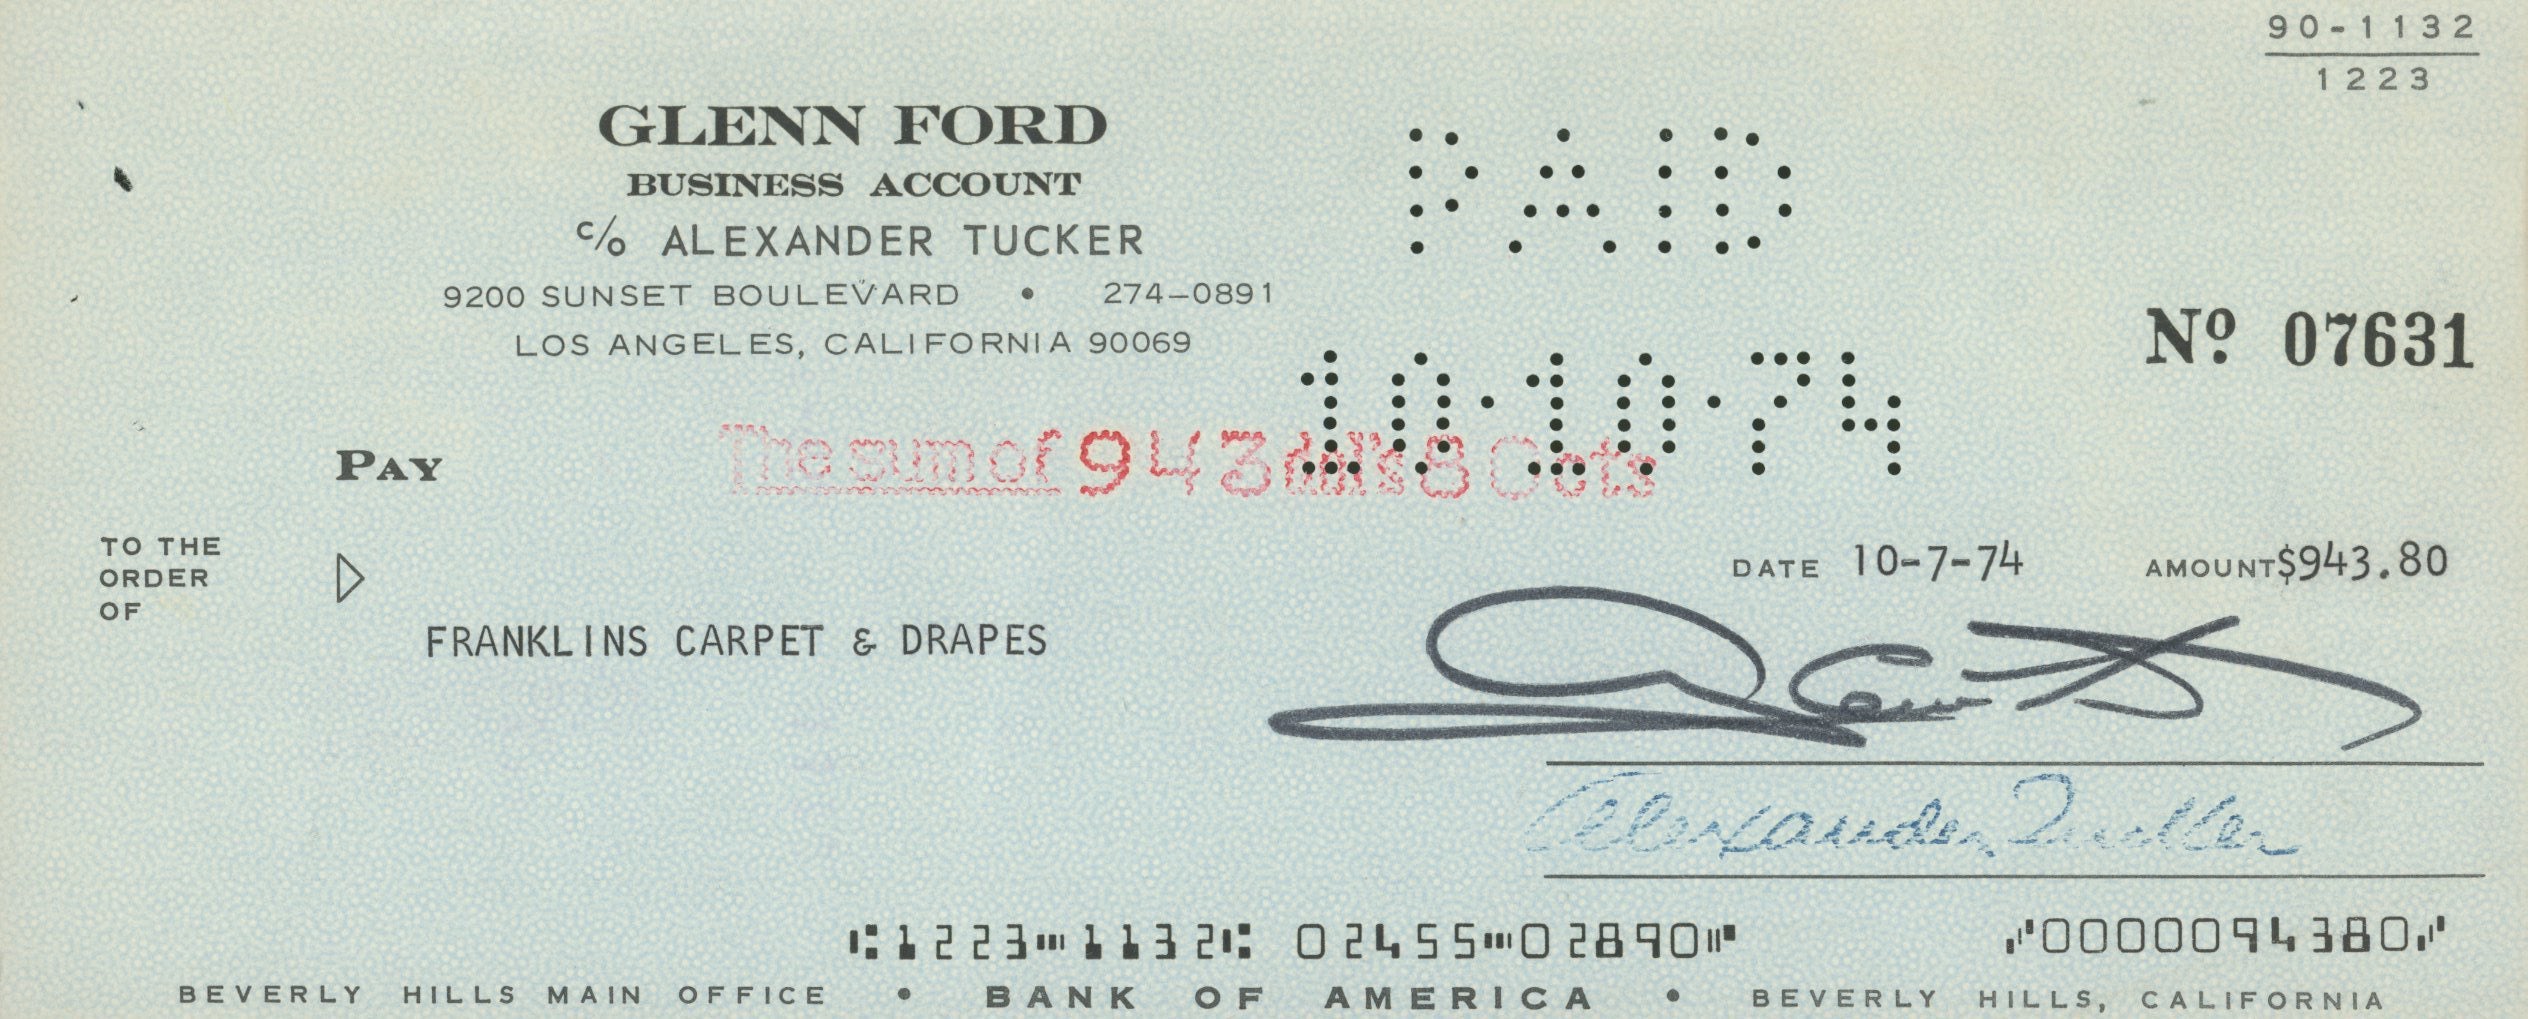 90-1132
1223
GLENN FORD
BUSINESS ACCOUNT
c/o ALEXANDER TUCKER
9200 SUNSET BOULEVARD • 274-0891
LOS ANGELES, CALIFORNIA 90069
PAID
Nº 07631
10·10·74
PAY The sum of 943 dol's 80 cts
TO THE
ORDER
OF
DATE 10-7-74 AMOUNT $943.80
FRANKLINS CARPET & DRAPES
Alexander Tucker
⑆1223⑉1132⑆ 02455⑉02890⑈ ⑇0000094380⑇
BEVERLY HILLS MAIN OFFICE • BANK OF AMERICA • BEVERLY HILLS, CALIFORNIA